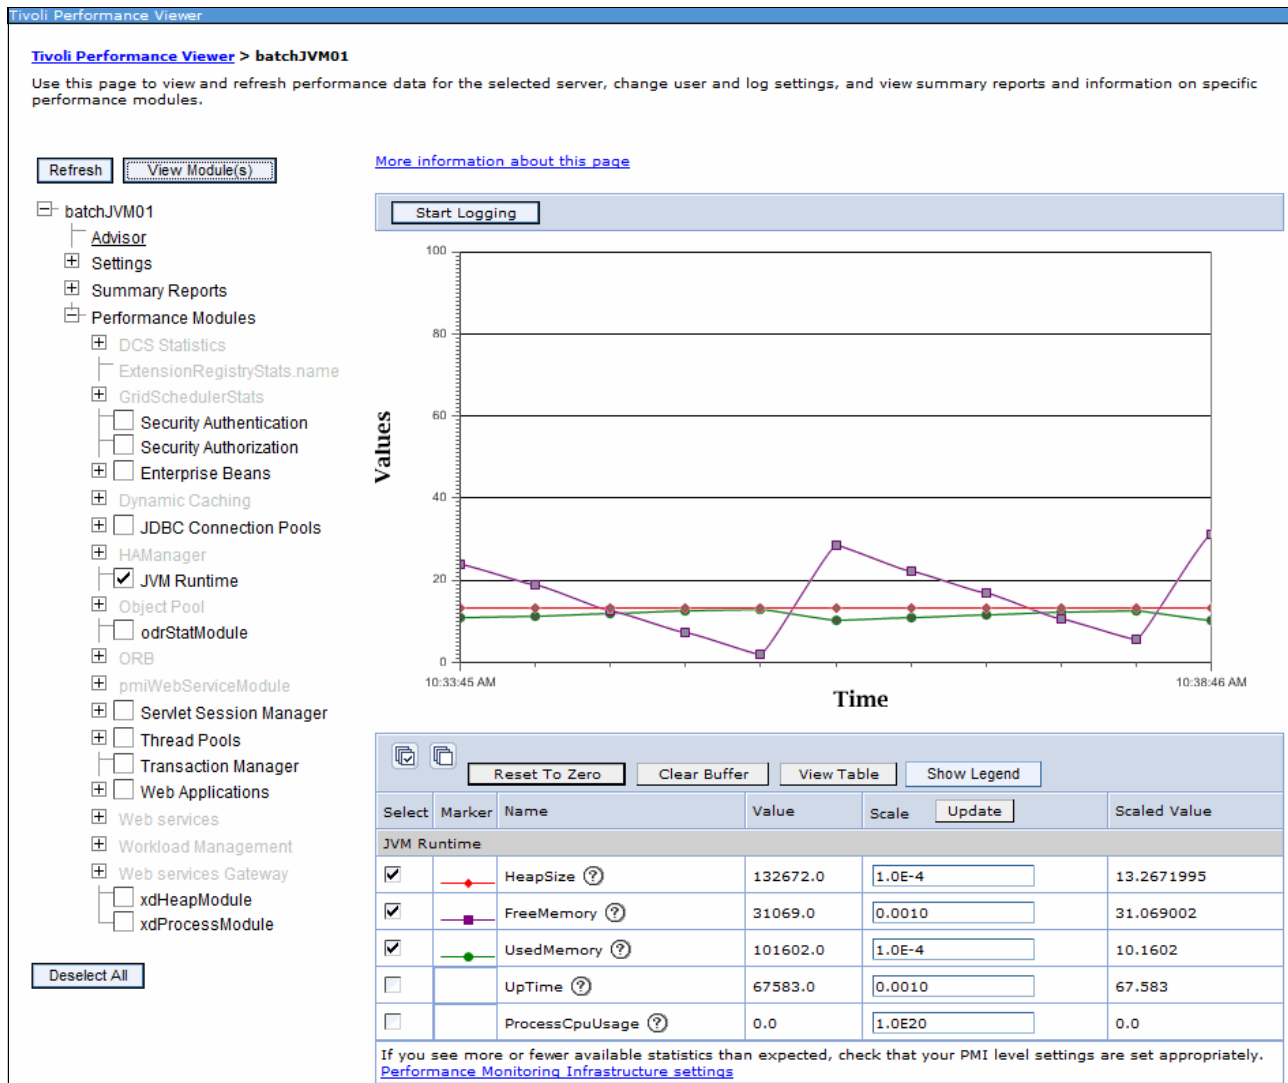 Tivoli Performance Viewer
Tivoli Performance Viewer > batchJVM01
Use this page to view and refresh performance data for the selected server, change user and log settings, and view summary reports and information on specific
performance modules.
Refresh View Module(s)
batchJVM01
Advisor
Settings
Summary Reports
Performance Modules
DCS Statistics
ExtensionRegistryStats.name
GridSchedulerStats
Security Authentication
Security Authorization
Enterprise Beans
Dynamic Caching
JDBC Connection Pools
HAManager
JVM Runtime
Object Pool
odrStatModule
ORB
pmiWebServiceModule
Servlet Session Manager
Thread Pools
Transaction Manager
Web Applications
Web services
Workload Management
Web services Gateway
xdHeapModule
xdProcessModule
Deselect All
More information about this page
Start Logging
100
80
60
40
20
0
Values
10:33:45 AM 10:38:46 AM
Time
Reset To Zero Clear Buffer View Table Show Legend
Select Marker Name Value Scale Update Scaled Value
JVM Runtime
HeapSize ? 132672.0 1.0E-4 13.2671995
FreeMemory ? 31069.0 0.0010 31.069002
UsedMemory ? 101602.0 1.0E-4 10.1602
UpTime ? 67583.0 0.0010 67.583
ProcessCpuUsage ? 0.0 1.0E20 0.0
If you see more or fewer available statistics than expected, check that your PMI level settings are set appropriately.
Performance Monitoring Infrastructure settings